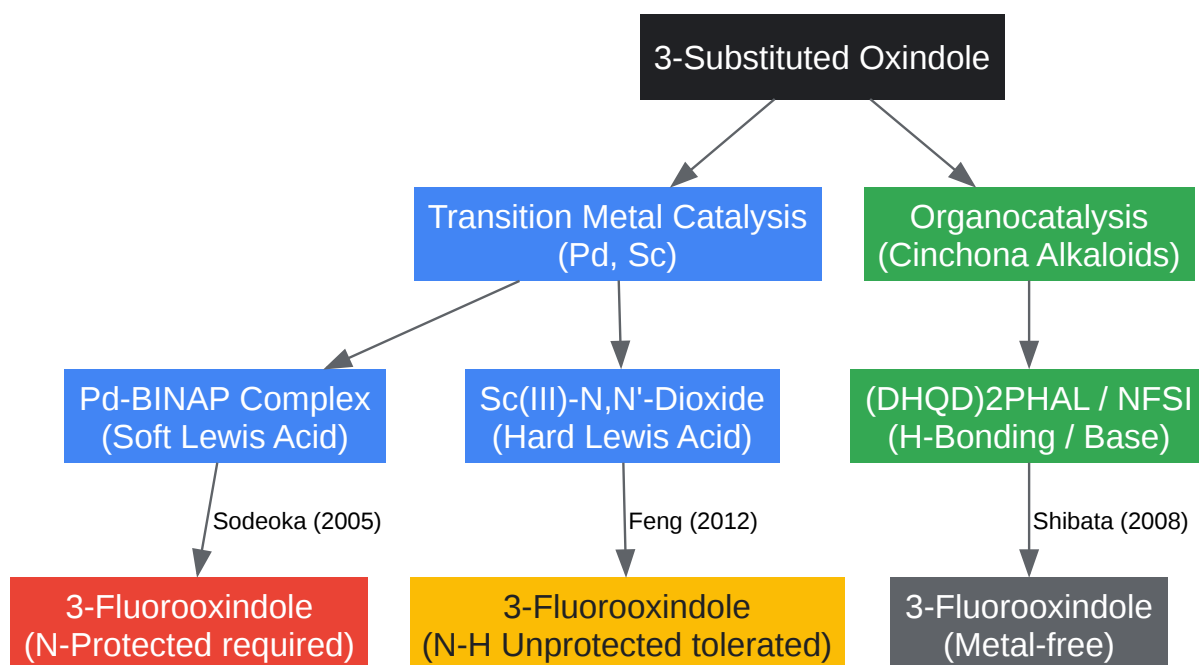 3-Substituted Oxindole
Transition Metal Catalysis
(Pd, Sc)
Organocatalysis
(Cinchona Alkaloids)
Pd-BINAP Complex
(Soft Lewis Acid)
Sc(III)-N,N'-Dioxide
(Hard Lewis Acid)
(DHQD)2PHAL / NFSI
(H-Bonding / Base)
Sodeoka (2005)
Feng (2012)
Shibata (2008)
3-Fluorooxindole
(N-Protected required)
3-Fluorooxindole
(N-H Unprotected tolerated)
3-Fluorooxindole
(Metal-free)